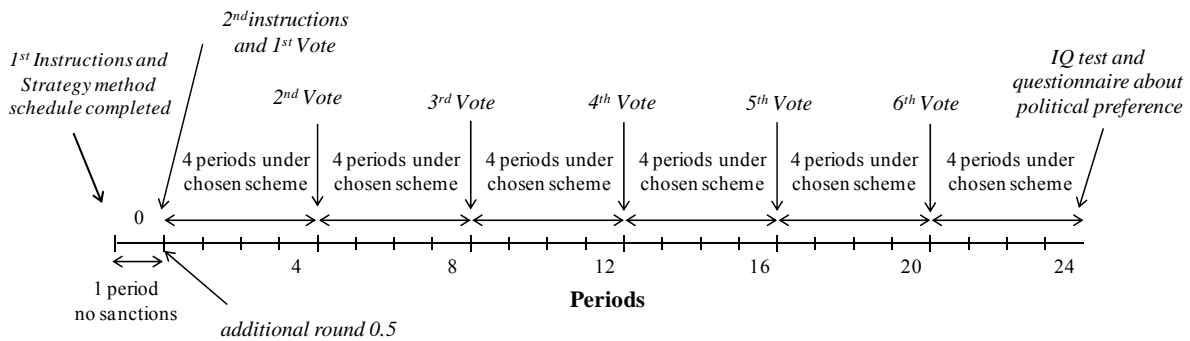 2nd instructions
and 1st Vote
1st Instructions and
Strategy method
schedule completed
IQ test and
questionnaire about
political preference
2nd Vote
3rd Vote
4th Vote
5th Vote
6th Vote
4 periods under
chosen scheme
4 periods under
chosen scheme
4 periods under
chosen scheme
4 periods under
chosen scheme
4 periods under
chosen scheme
4 periods under
chosen scheme
0
4
8
12
16
20
24
1 period
no sanctions
Periods
additional round 0.5